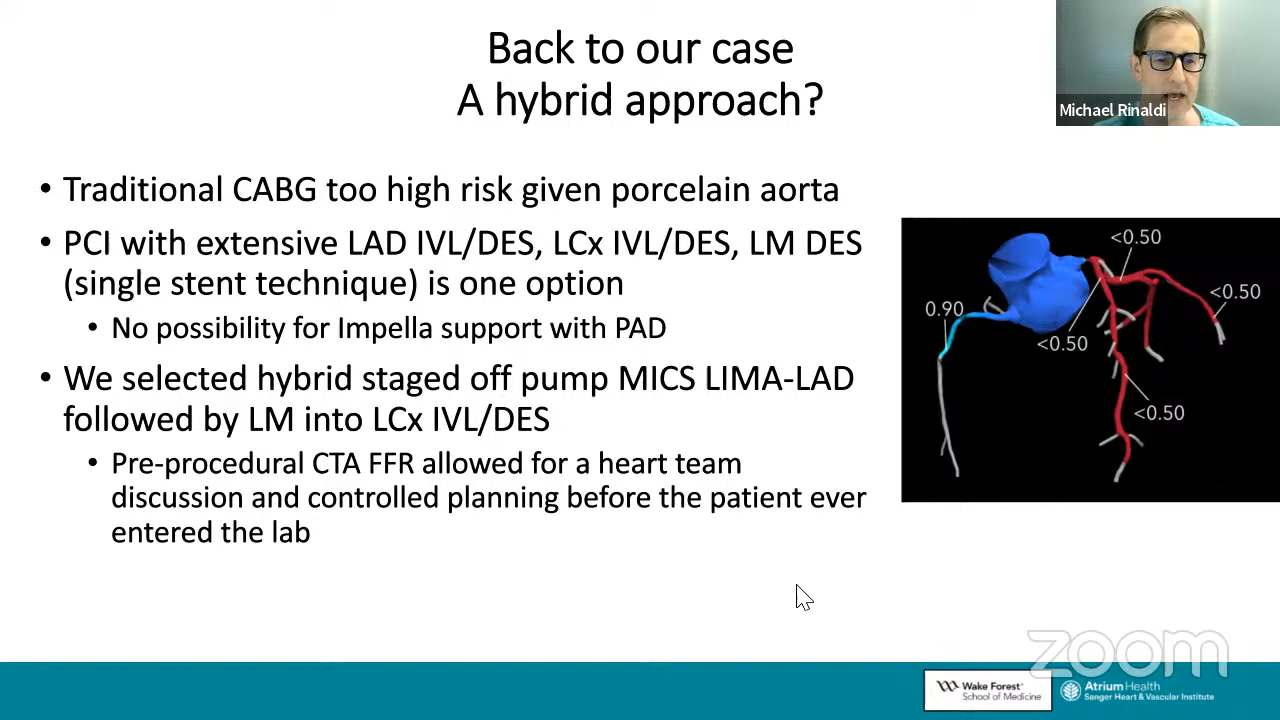 Back to our case
A hybrid approach?
Michael Rinaldi
• Traditional CABG too high risk given porcelain aorta
• PCI with extensive LAD IVL/DES, LCx IVL/DES, LM DES
(single stent technique) is one option
• No possibility for Impella support with PAD
• We selected hybrid staged off pump MICS LIMA-LAD
followed by LM into LCx IVL/DES
• Pre-procedural CTA FFR allowed for a heart team
discussion and controlled planning before the patient ever
entered the lab
<0.50
<0.50
0.90
<0.50
<0.50
zoom
Wake Forest®
School of Medicine
Atrium Health
Sanger Heart & Vascular Institute